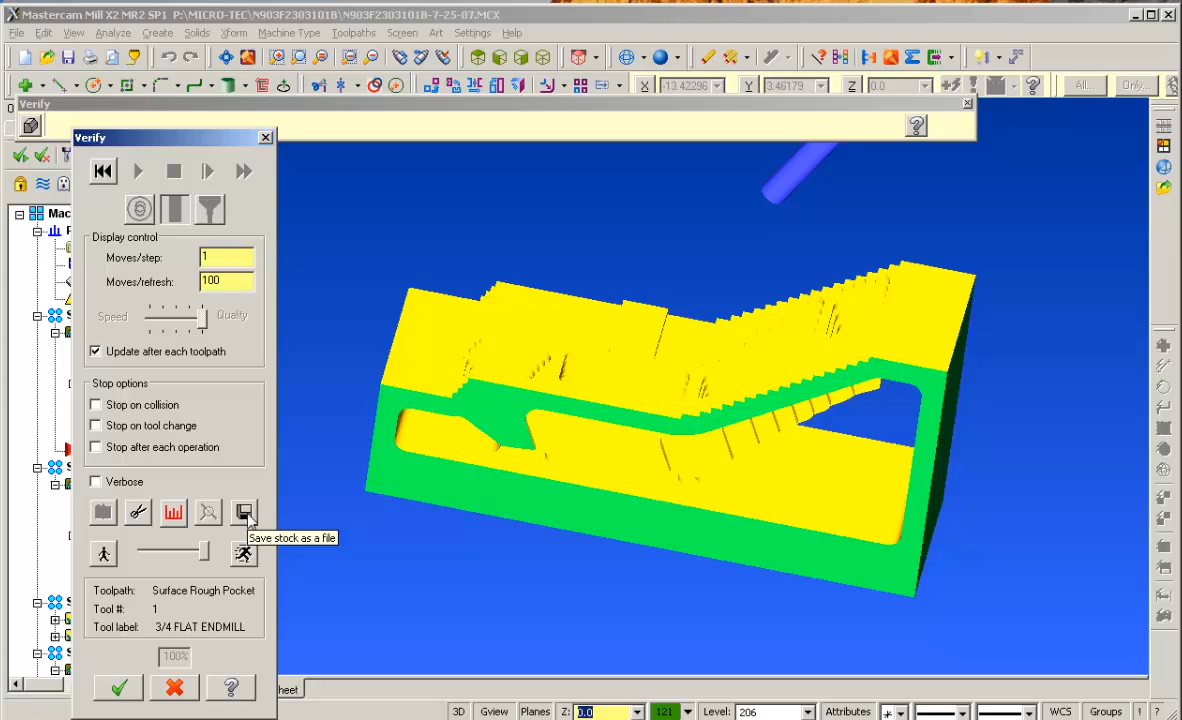 Mastercam Mill X2 MR2 SP1 P:\MICRO-TEC\N903F2303101B\N903F2303101B-7-25-07.MCX
File Edit View Analyze Create Solids Xform Machine Type Toolpaths Screen Art Settings Help
X -13.42296 Y 3.46179 Z 0.0 All... Only...
Verify
Verify
Mac
Display control
Moves/step: 1
Moves/refresh: 100
Speed Quality
Update after each toolpath
Stop options
Stop on collision
Stop on tool change
Stop after each operation
Verbose
Save stock as a file
Toolpath: Surface Rough Pocket
Tool #: 1
Tool label: 3/4 FLAT ENDMILL
100%
heet
3D Gview Planes Z: 0.0 121 Level: 206 Attributes WCS Groups ! ?